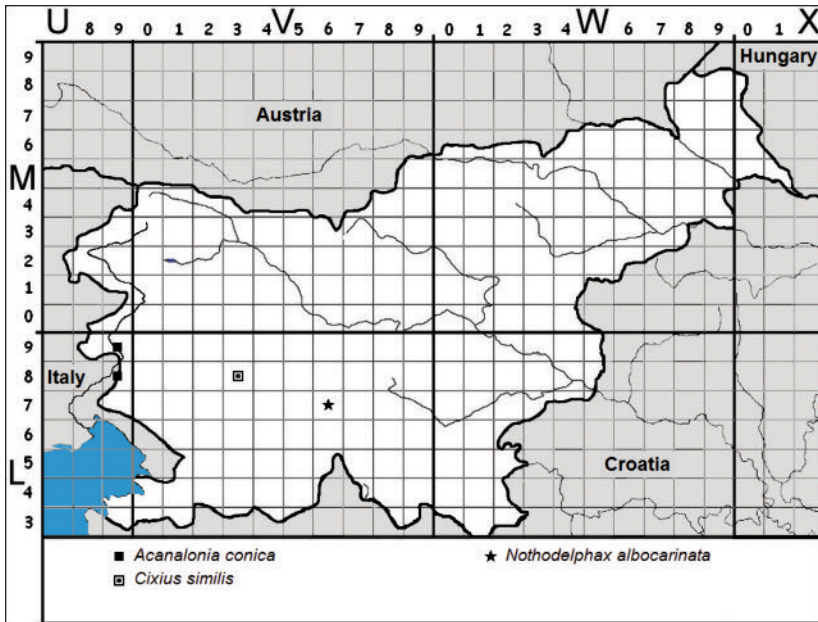 U 8 9 0 1 2 3 4 V 5 6 7 8 9 0 1 2 3 4 W 6 7 8 9 0 1 X
9
Hungary
8
Austria
7
6
M
4
3
2
1
0
9
Italy
8
7
6
Croatia
5
L
4
3
■ Acanalonia conica ★ Nothodelphax albocarinata
Cixius similis